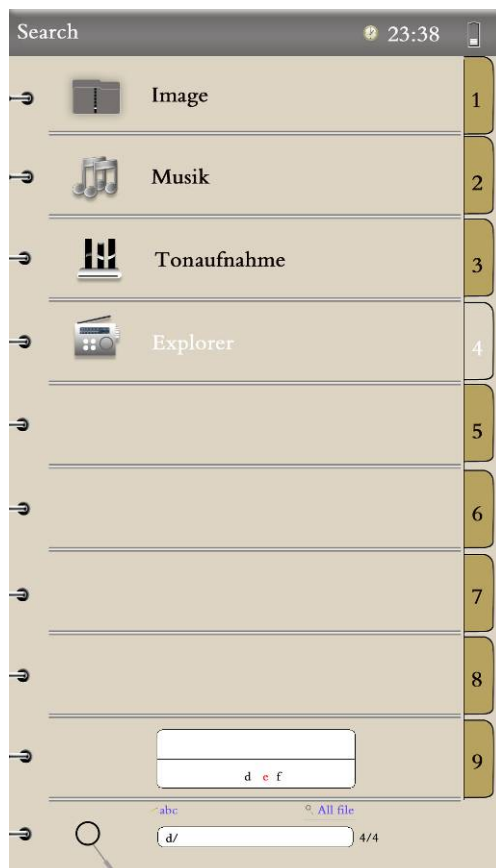 Search 23:38
Image 1
Musik 2
Tonaufnahme 3
Explorer 4
5
6
7
8
9
d e f
abc All file
d/ 4/4